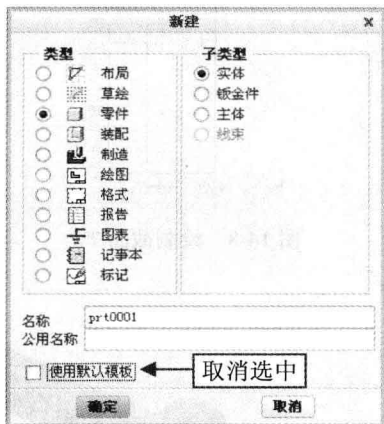 新建
类型
布局
草绘
零件
装配
制造
绘图
格式
报告
图表
记事本
标记
子类型
实体
钣金件
主体
线束
名称 prt0001
公用名称
使用默认模板
取消选中
确定
取消